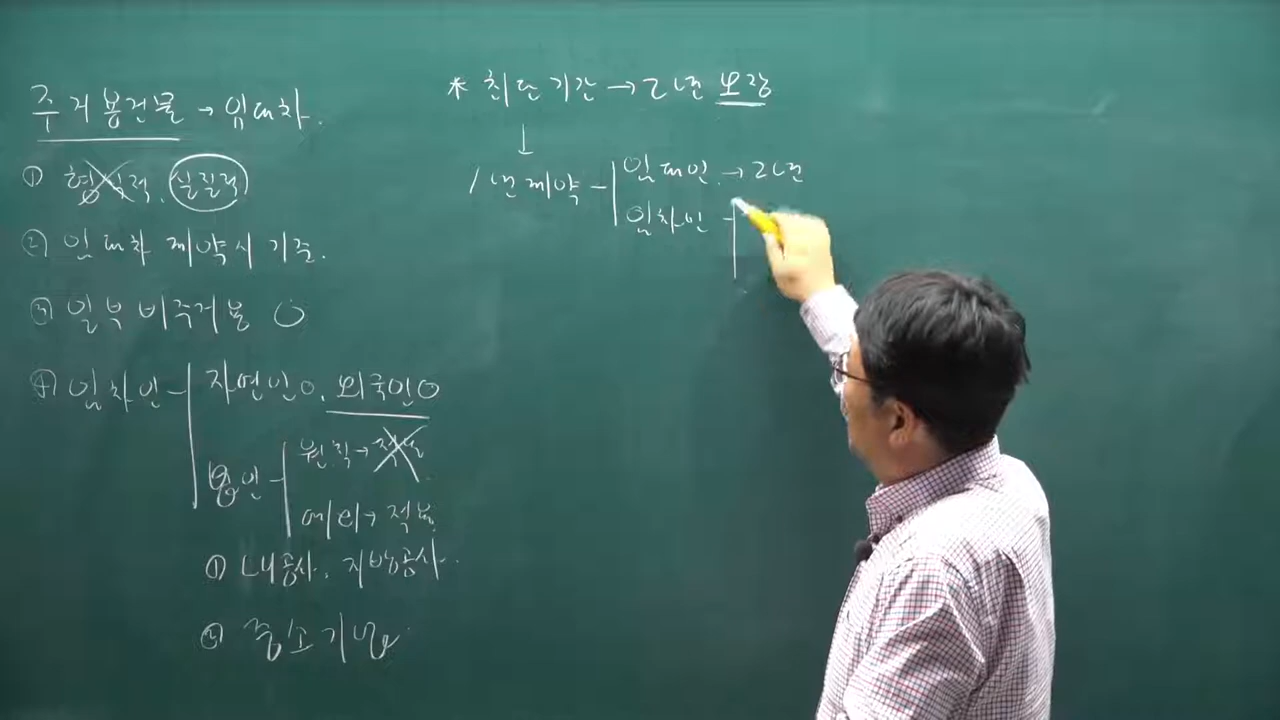 주거용건물 → 임대차.
① 형식적, 실질적
② 임대차 계약시 기준.
③ 일부 비주거용 O
④ 임차인 - 자연인O, 외국인O
법인 - 원칙→적용
예외→적용.
① LH공사, 지방공사.
② 중소기업
* 최단기간 → 2년 보장
↓
1년 계약 - 임대인 → 2년
임차인 -